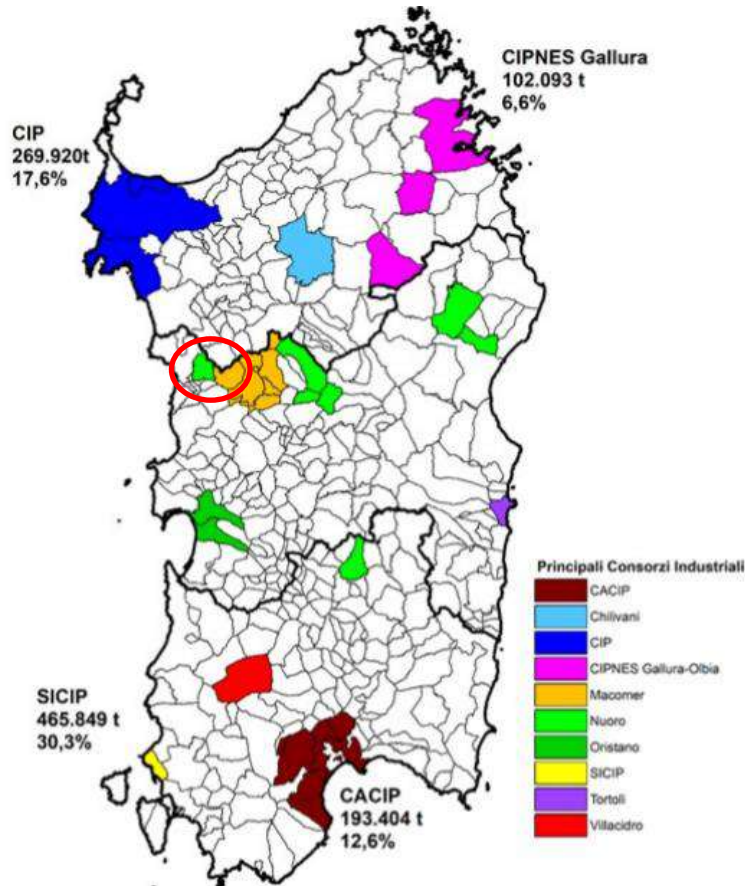 CIPNES Gallura
102.093 t
6,6%
CIP
269.920t
17,6%
Principali Consorzi Industriali
CACIP
Chilivani
CIP
CIPNES Gallura-Olbia
Macomer
Nuoro
Oristano
SICIP
Tortolì
Villacidro
SICIP
465.849 t
30,3%
CACIP
193.404 t
12,6%